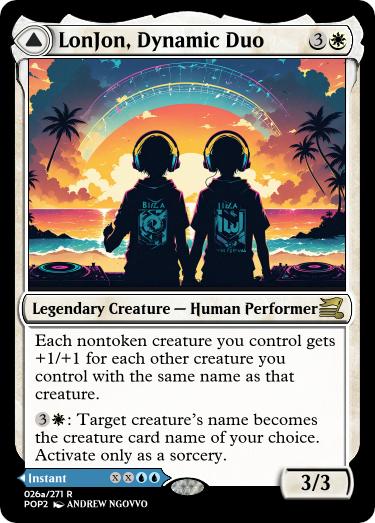 LonJon, Dynamic Duo 3
Legendary Creature — Human Performer
Each nontoken creature you control gets
+1/+1 for each other creature you
control with the same name as that
creature.
3: Target creature's name becomes
the creature card name of your choice.
Activate only as a sorcery.
Instant X X
3/3
026a/271 R
POP2 ANDREW NGOVVO